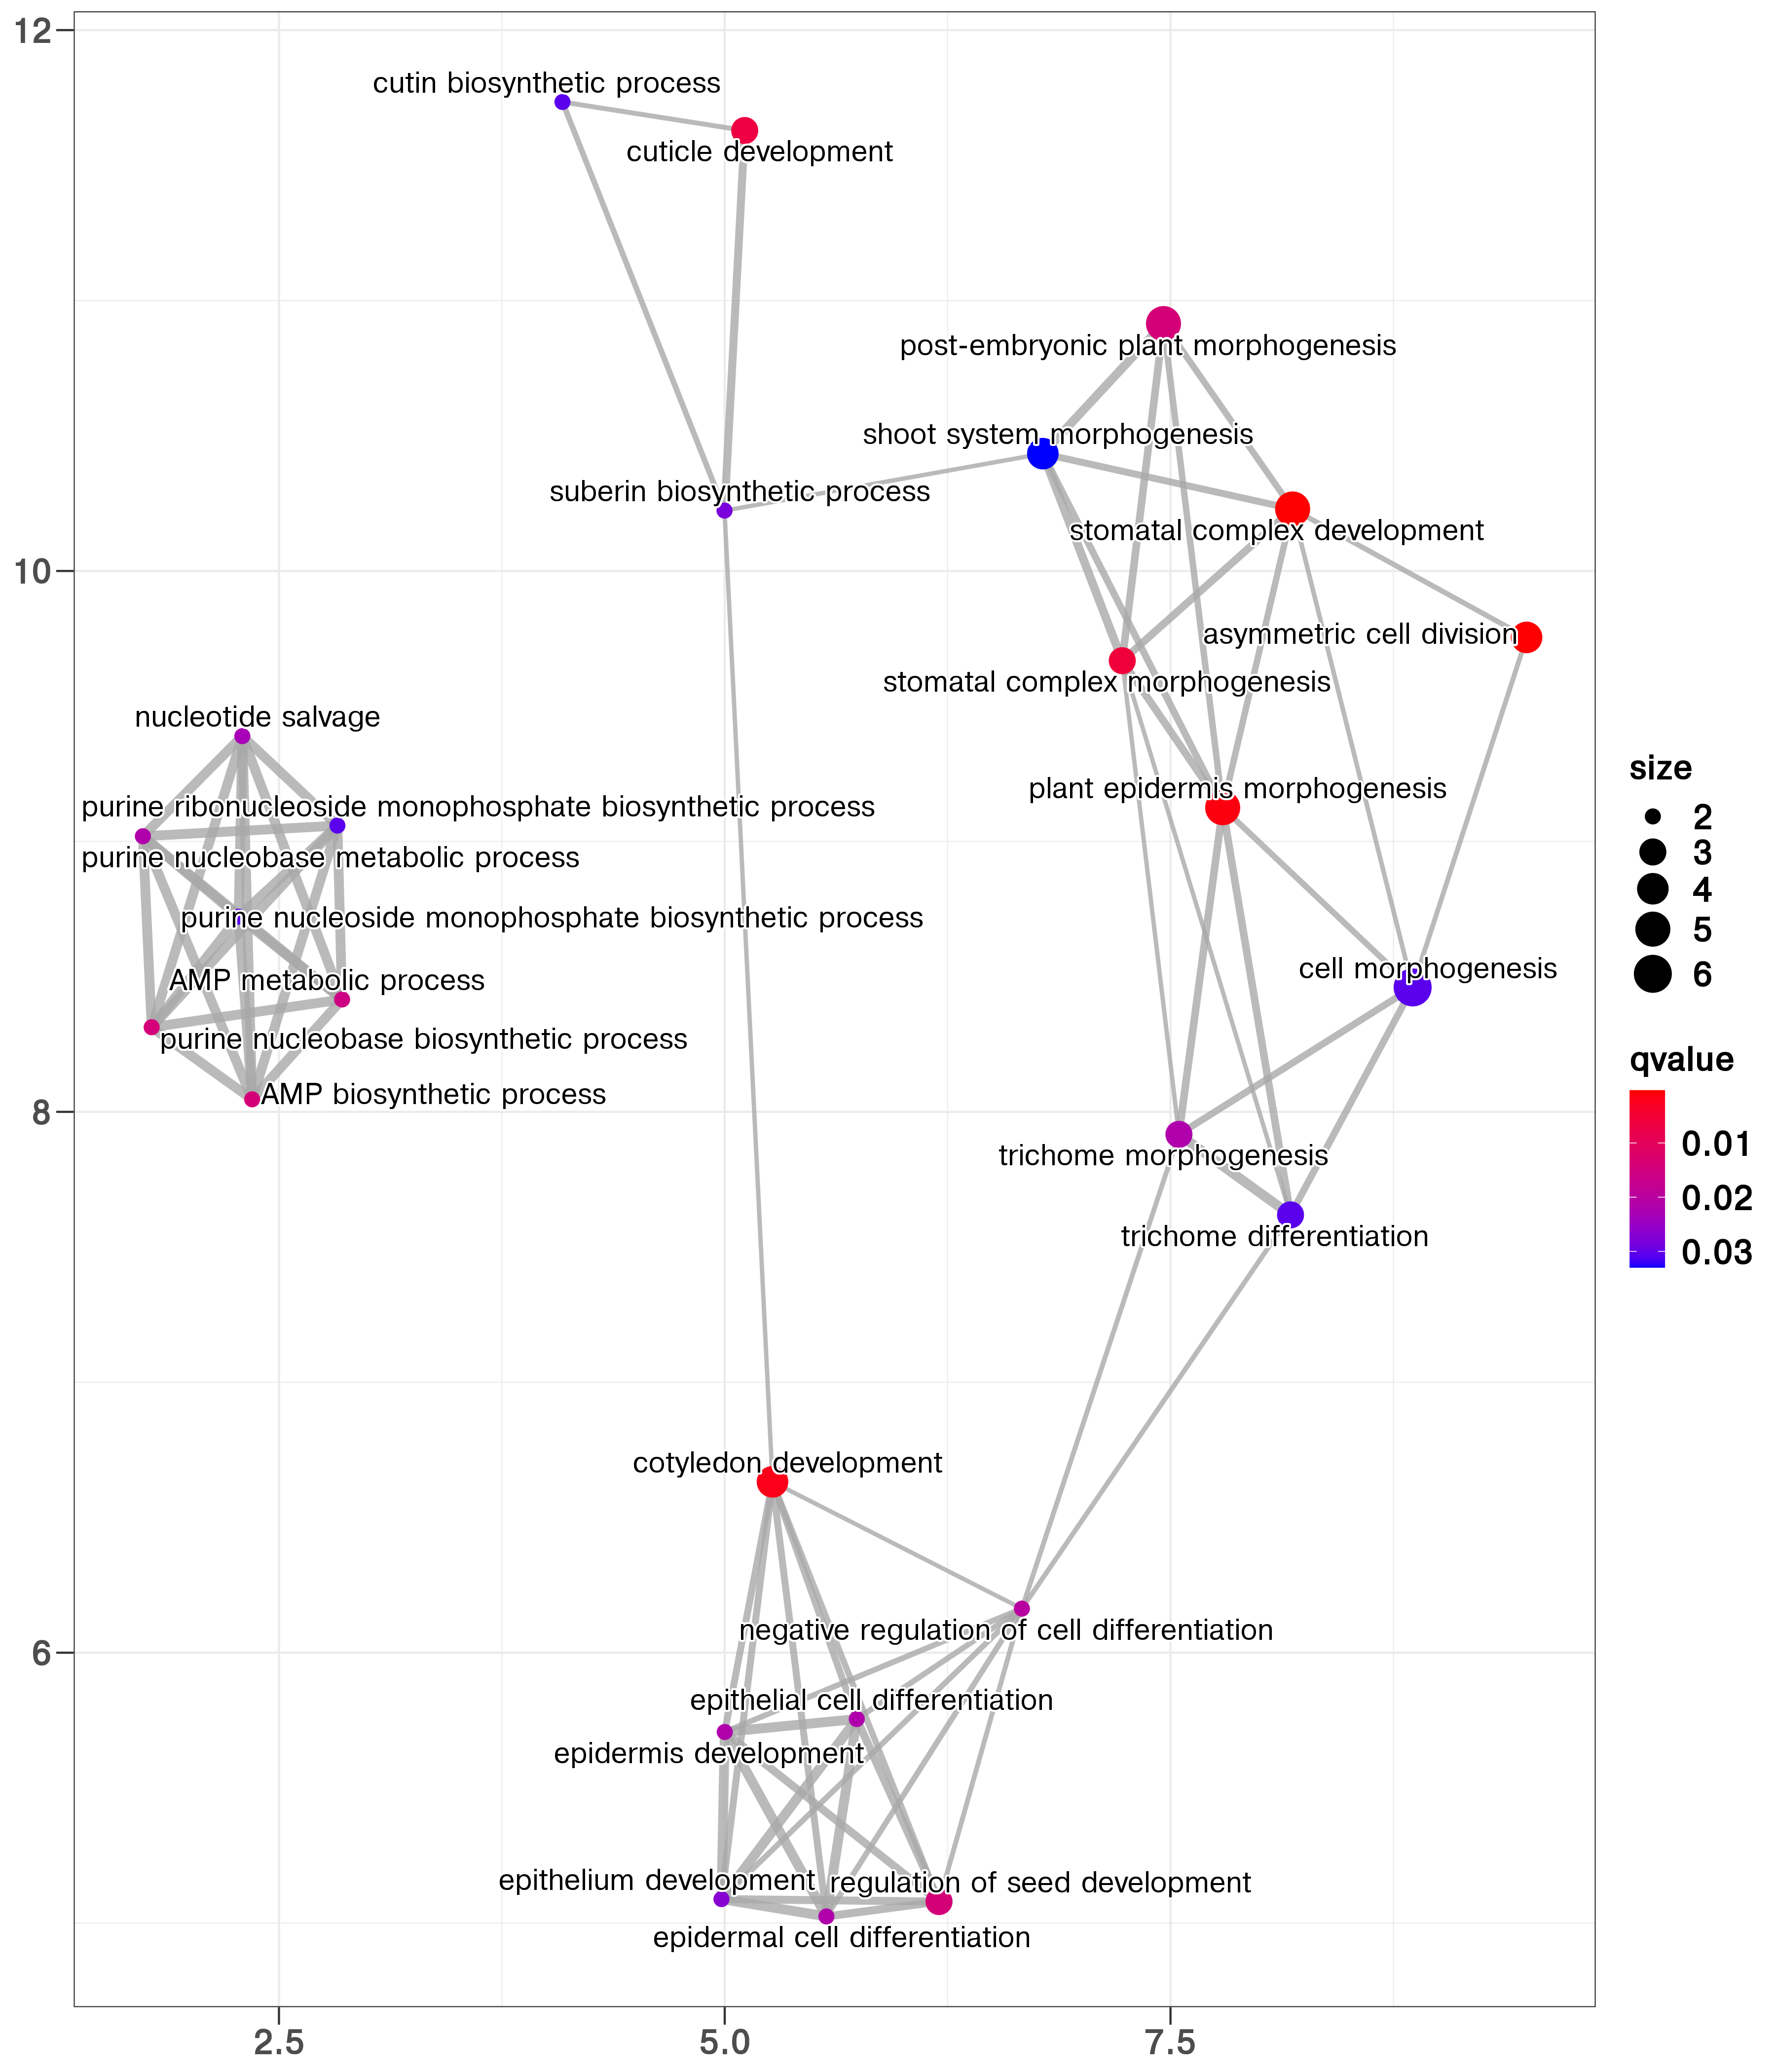 12
cutin biosynthetic process
cuticle development
post-embryonic plant morphogenesis
shoot system morphogenesis
suberin biosynthetic process
stomatal complex development
10
asymmetric cell division
stomatal complex morphogenesis
nucleotide salvage
size
plant epidermis morphogenesis
purine ribonucleoside monophosphate biosynthetic process
2
3
purine nucleobase metabolic process
4
purine nucleoside monophosphate biosynthetic process
5
cell morphogenesis
6
AMP metabolic process
purine nucleobase biosynthetic process
qvalue
AMP biosynthetic process
8
0.01
trichome morphogenesis
0.02
trichome differentiation
0.03
cotyledon development
negative regulation of cell differentiation
6
epithelial cell differentiation
epidermis development
epithelium development
regulation of seed development
epidermal cell differentiation
2.5 5.0 7.5